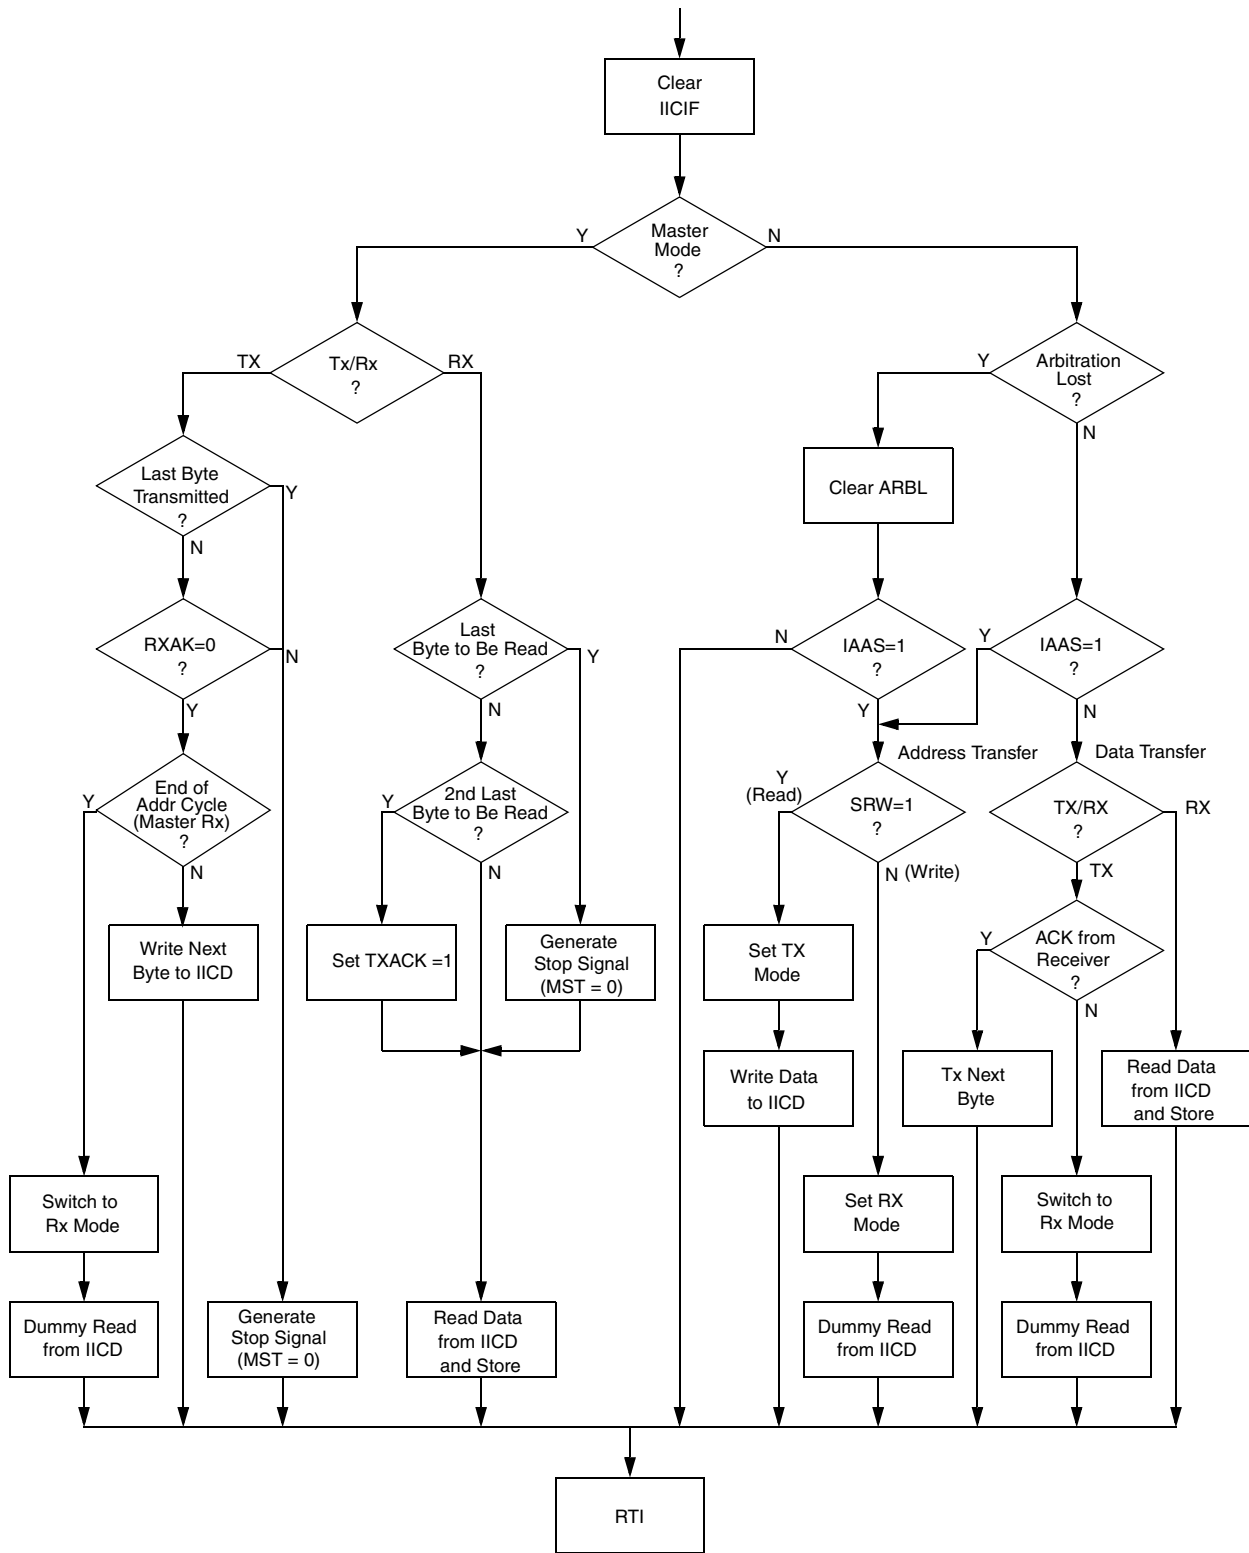 Clear
IICIF
Master
Mode
?
Y
N
Tx/Rx
?
TX
RX
Arbitration
Lost
?
Y
N
Last Byte
Transmitted
?
Y
N
Clear ARBL
RXAK=0
?
N
Y
Last
Byte to Be Read
?
Y
N
IAAS=1
?
N
Y
IAAS=1
?
Y
N
Address Transfer
Data Transfer
End of
Addr Cycle
(Master Rx)
?
Y
N
2nd Last
Byte to Be Read
?
Y
N
Y
(Read)
SRW=1
?
N (Write)
TX/RX
?
RX
TX
Write Next
Byte to IICD
Set TXACK =1
Generate
Stop Signal
(MST = 0)
Set TX
Mode
ACK from
Receiver
?
Y
N
Write Data
to IICD
Tx Next
Byte
Read Data
from IICD
and Store
Switch to
Rx Mode
Set RX
Mode
Switch to
Rx Mode
Dummy Read
from IICD
Generate
Stop Signal
(MST = 0)
Read Data
from IICD
and Store
Dummy Read
from IICD
Dummy Read
from IICD
RTI